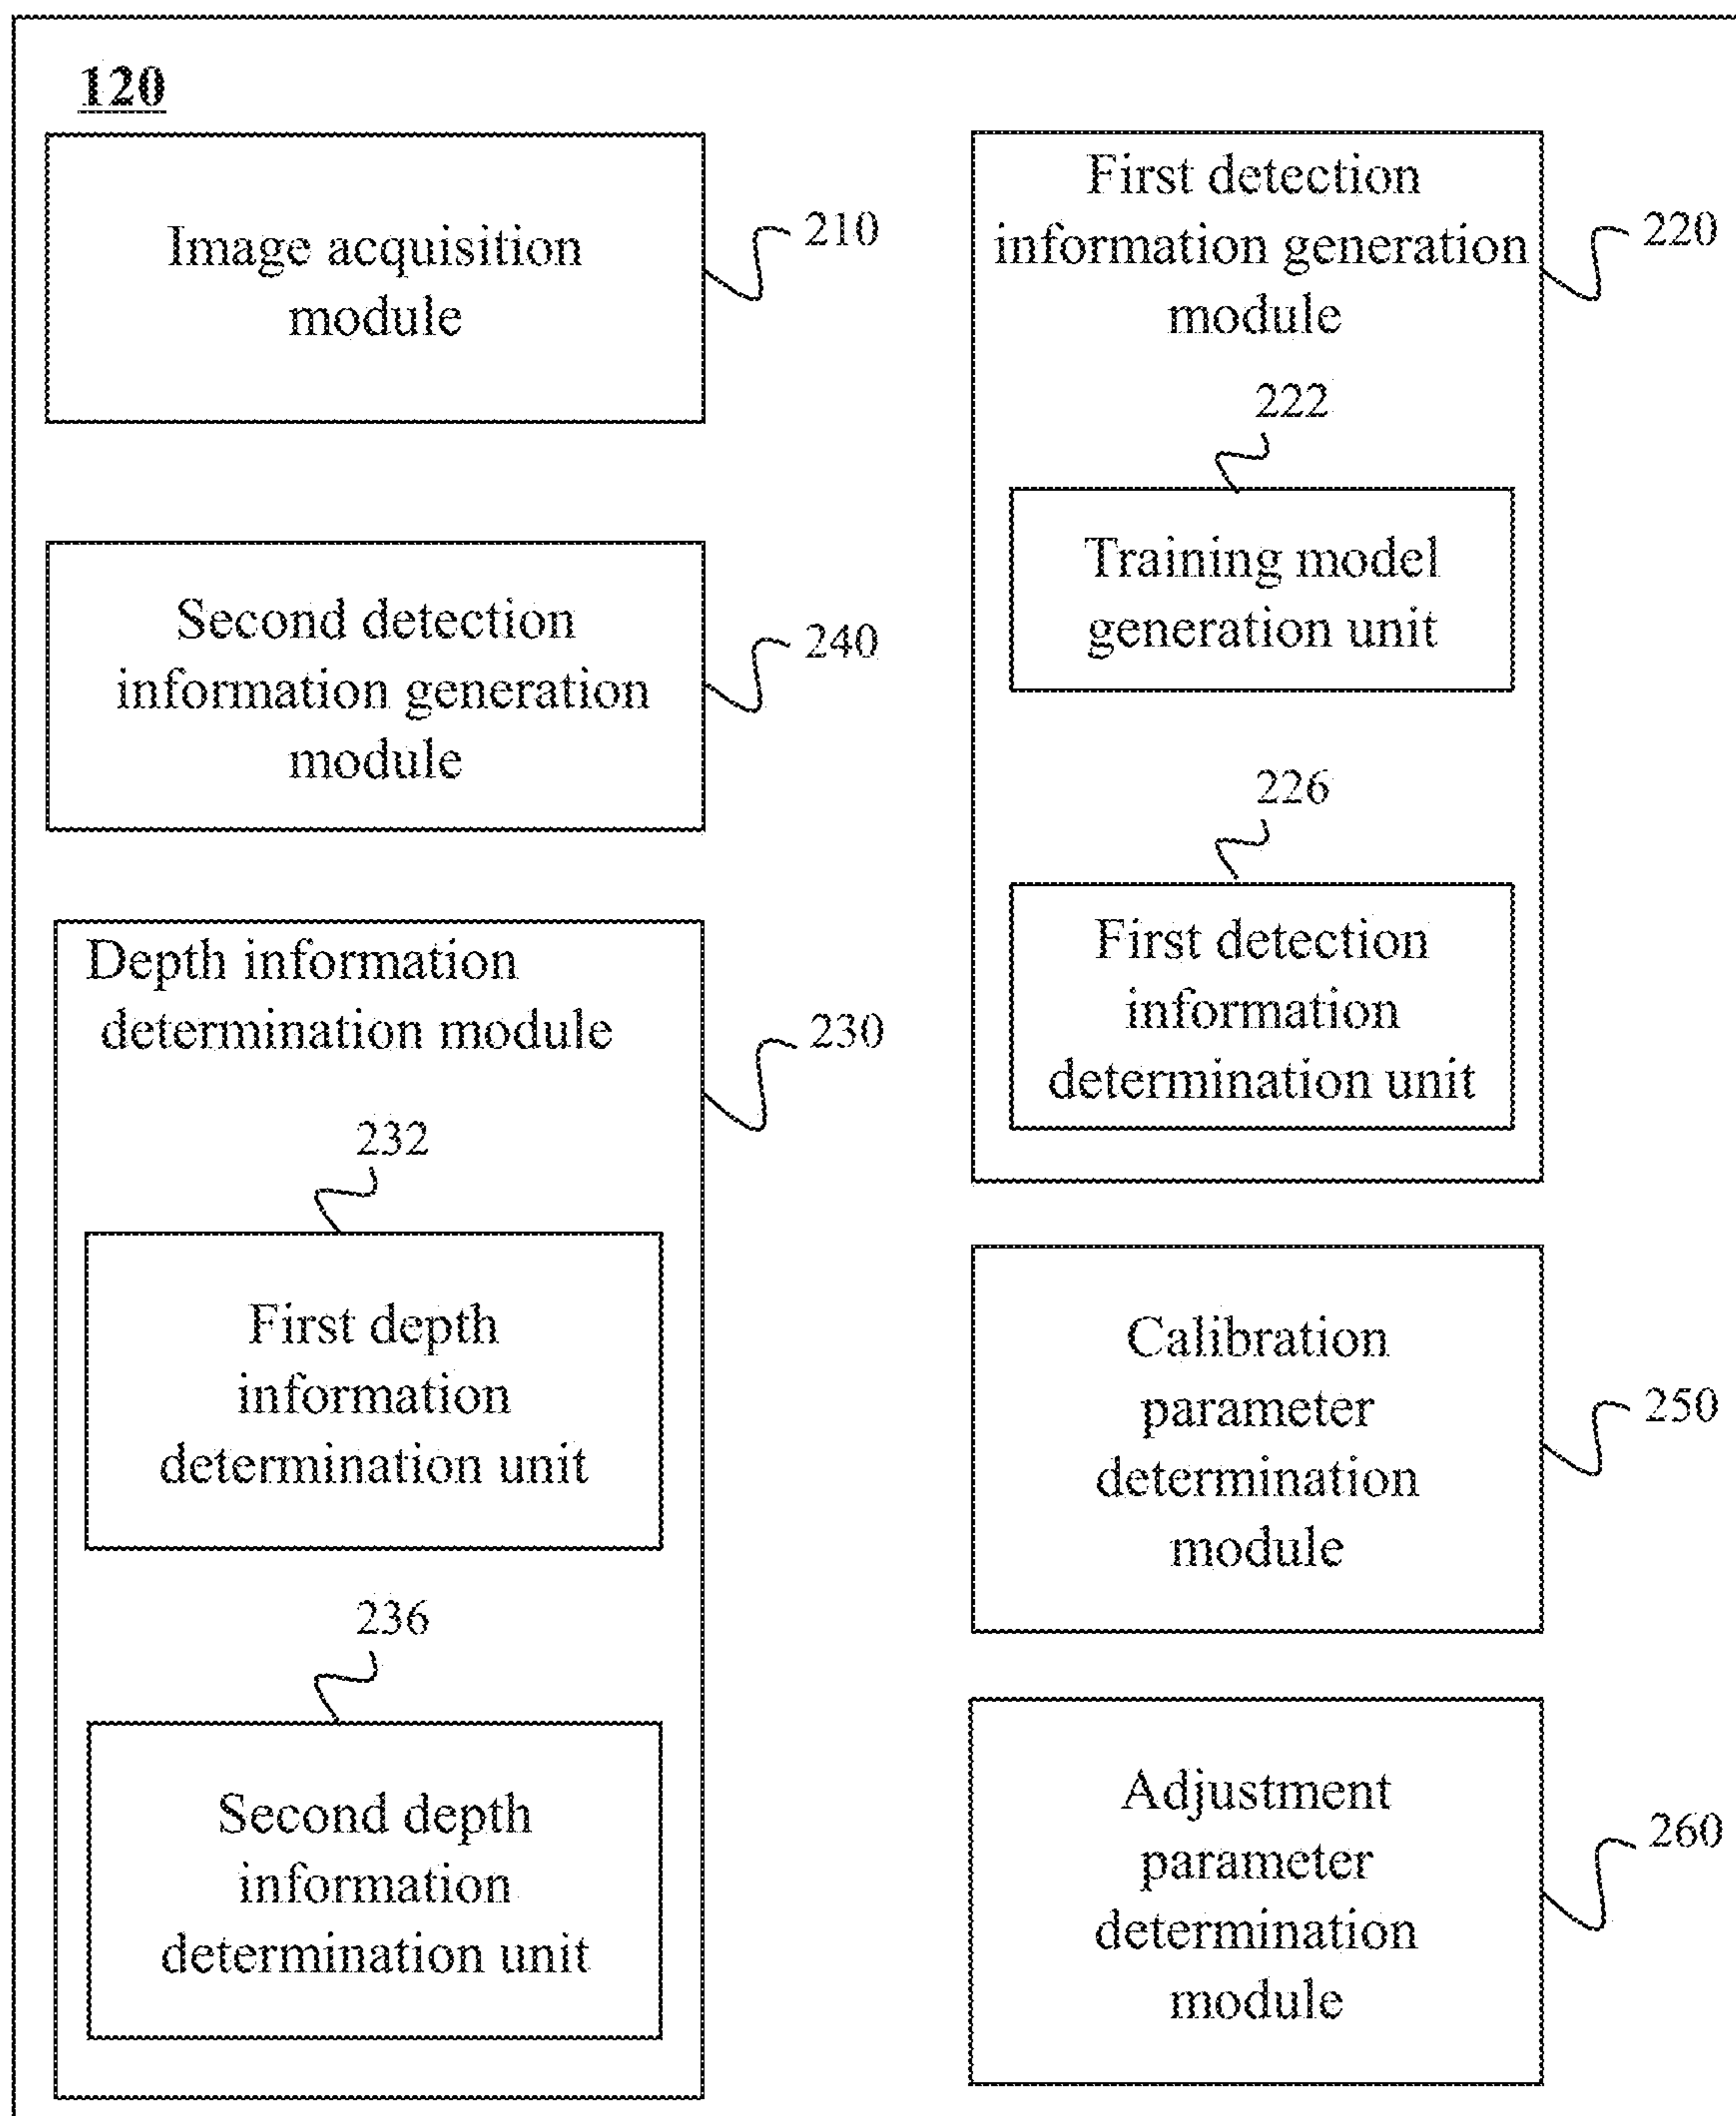 120
Image acquisition
module
210
Second detection
information generation
module
240
Depth information
determination module
230
232
First depth
information
determination unit
236
Second depth
information
determination unit
First detection
information generation
module
220
222
Training model
generation unit
226
First detection
information
determination unit
Calibration
parameter
determination
module
250
Adjustment
parameter
determination
module
260